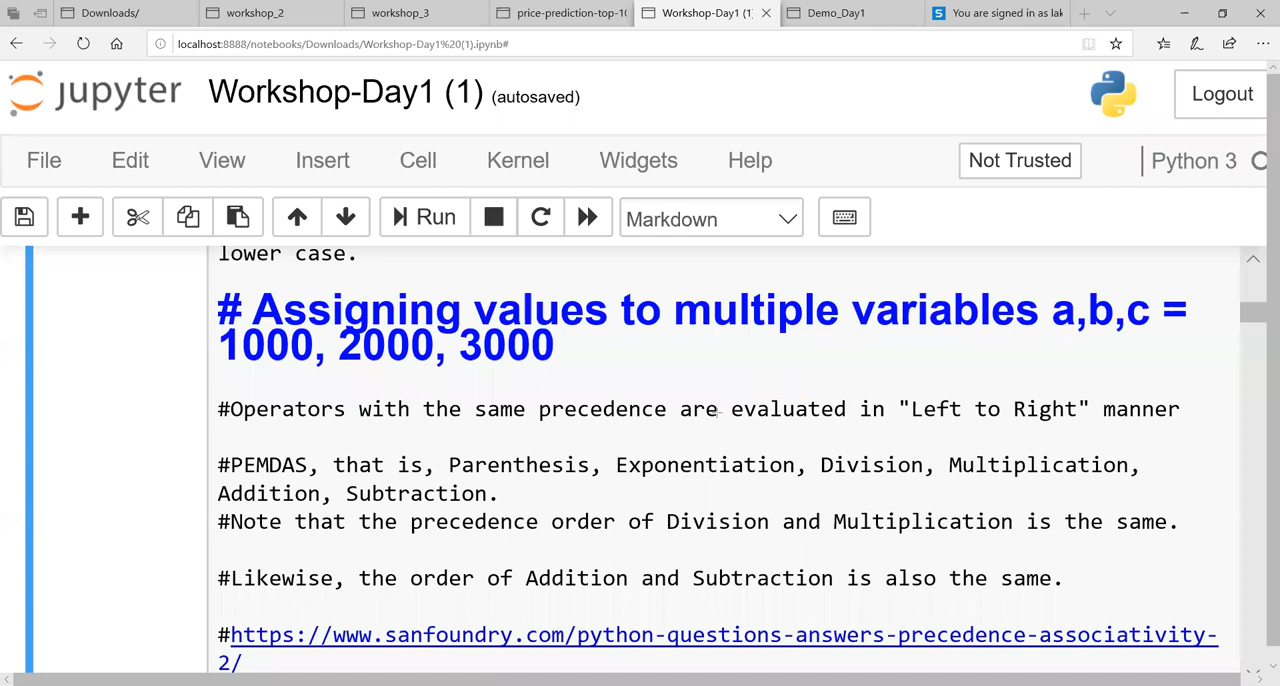 Downloads/
workshop_2
workshop_3
price-prediction-top-10
Workshop-Day1 (1)
Demo_Day1
You are signed in as lak
localhost:8888/notebooks/Downloads/Workshop-Day1%20(1).ipynb#
jupyter
Workshop-Day1 (1) (autosaved)
Logout
File Edit View Insert Cell Kernel Widgets Help
Not Trusted
Python 3
Run
Markdown
lower case.
# Assigning values to multiple variables a,b,c =
1000, 2000, 3000
#Operators with the same precedence are evaluated in "Left to Right" manner
#PEMDAS, that is, Parenthesis, Exponentiation, Division, Multiplication,
Addition, Subtraction.
#Note that the precedence order of Division and Multiplication is the same.
#Likewise, the order of Addition and Subtraction is also the same.
#https://www.sanfoundry.com/python-questions-answers-precedence-associativity-
2/